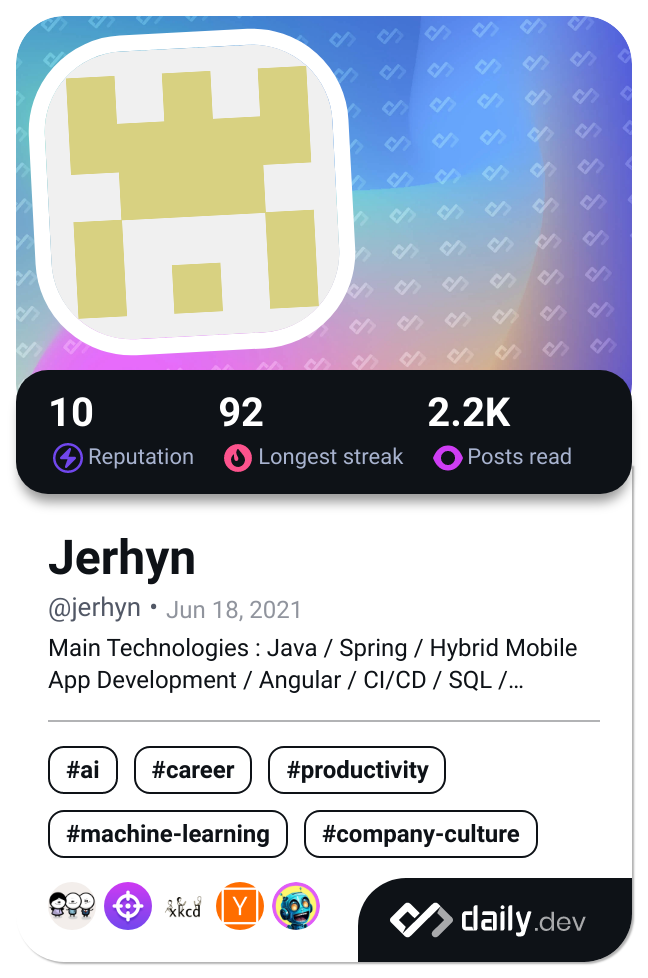 10 92 2.2K
Reputation Longest streak Posts read
Jerhyn
@jerhyn • Jun 18, 2021
Main Technologies : Java / Spring / Hybrid Mobile
App Development / Angular / CI/CD / SQL /...
#ai #career #productivity
#machine-learning #company-culture
xkcd Y
daily.dev